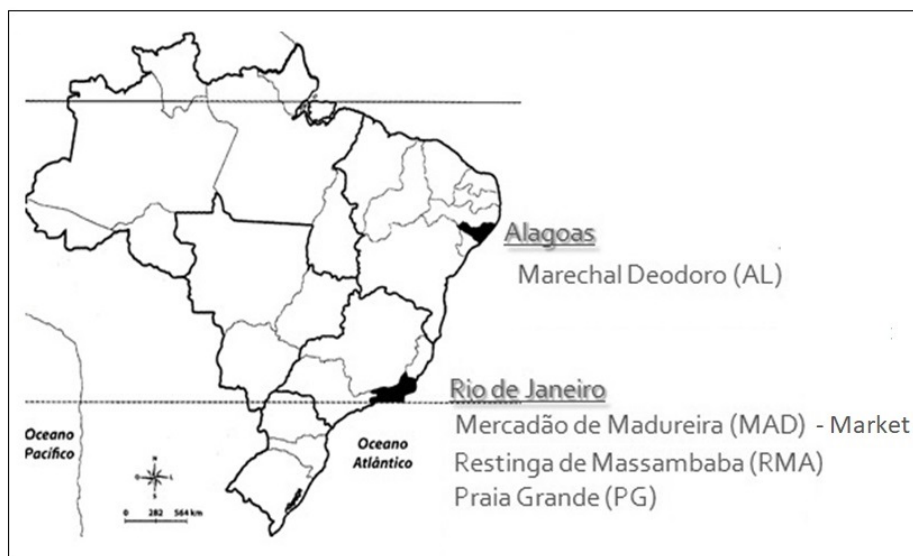 Alagoas
Marechal Deodoro (AL)
Rio de Janeiro
Mercadão de Madureira (MAD) - Market
Restinga de Massambaba (RMA)
Praia Grande (PG)
Oceano
Pacífico
Oceano
Atlântico
N
O
L
S
0 282 564 km